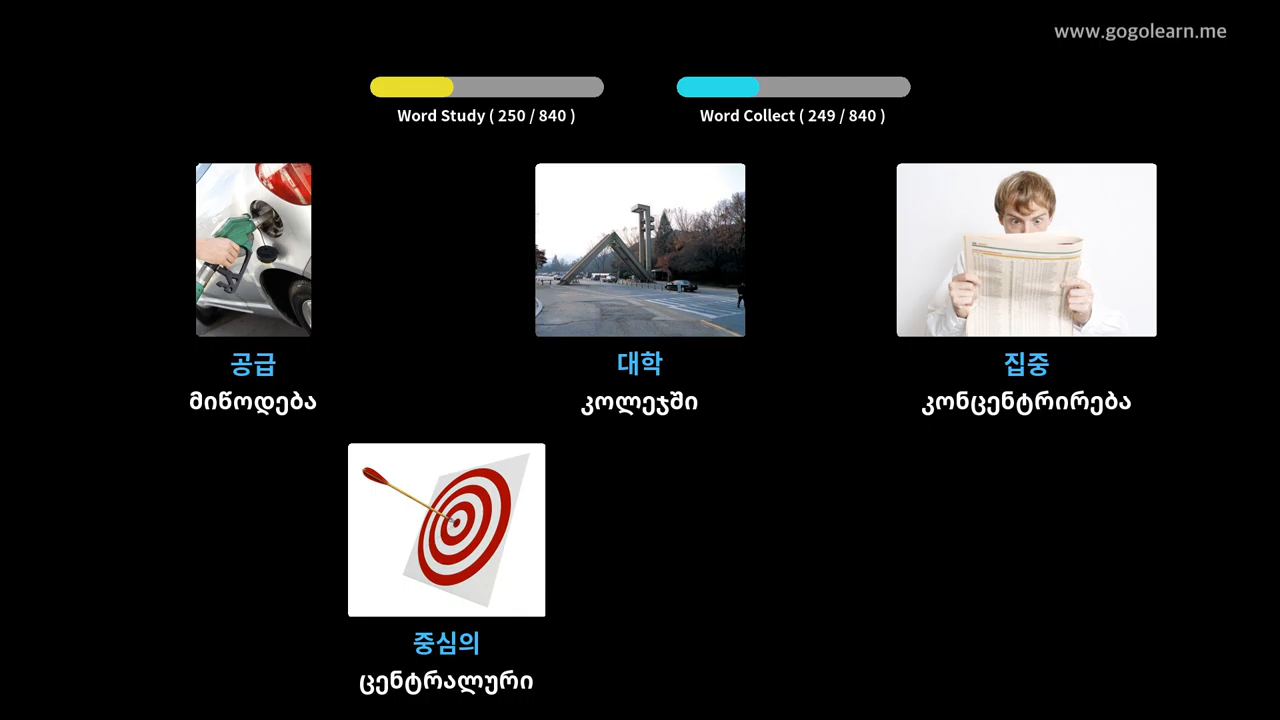 www.gogolearn.me
Word Study ( 250 / 840 )
Word Collect ( 249 / 840 )
공급
მიწოდება
대학
კოლეჯში
집중
კონცენტრირება
중심의
ცენტრალური